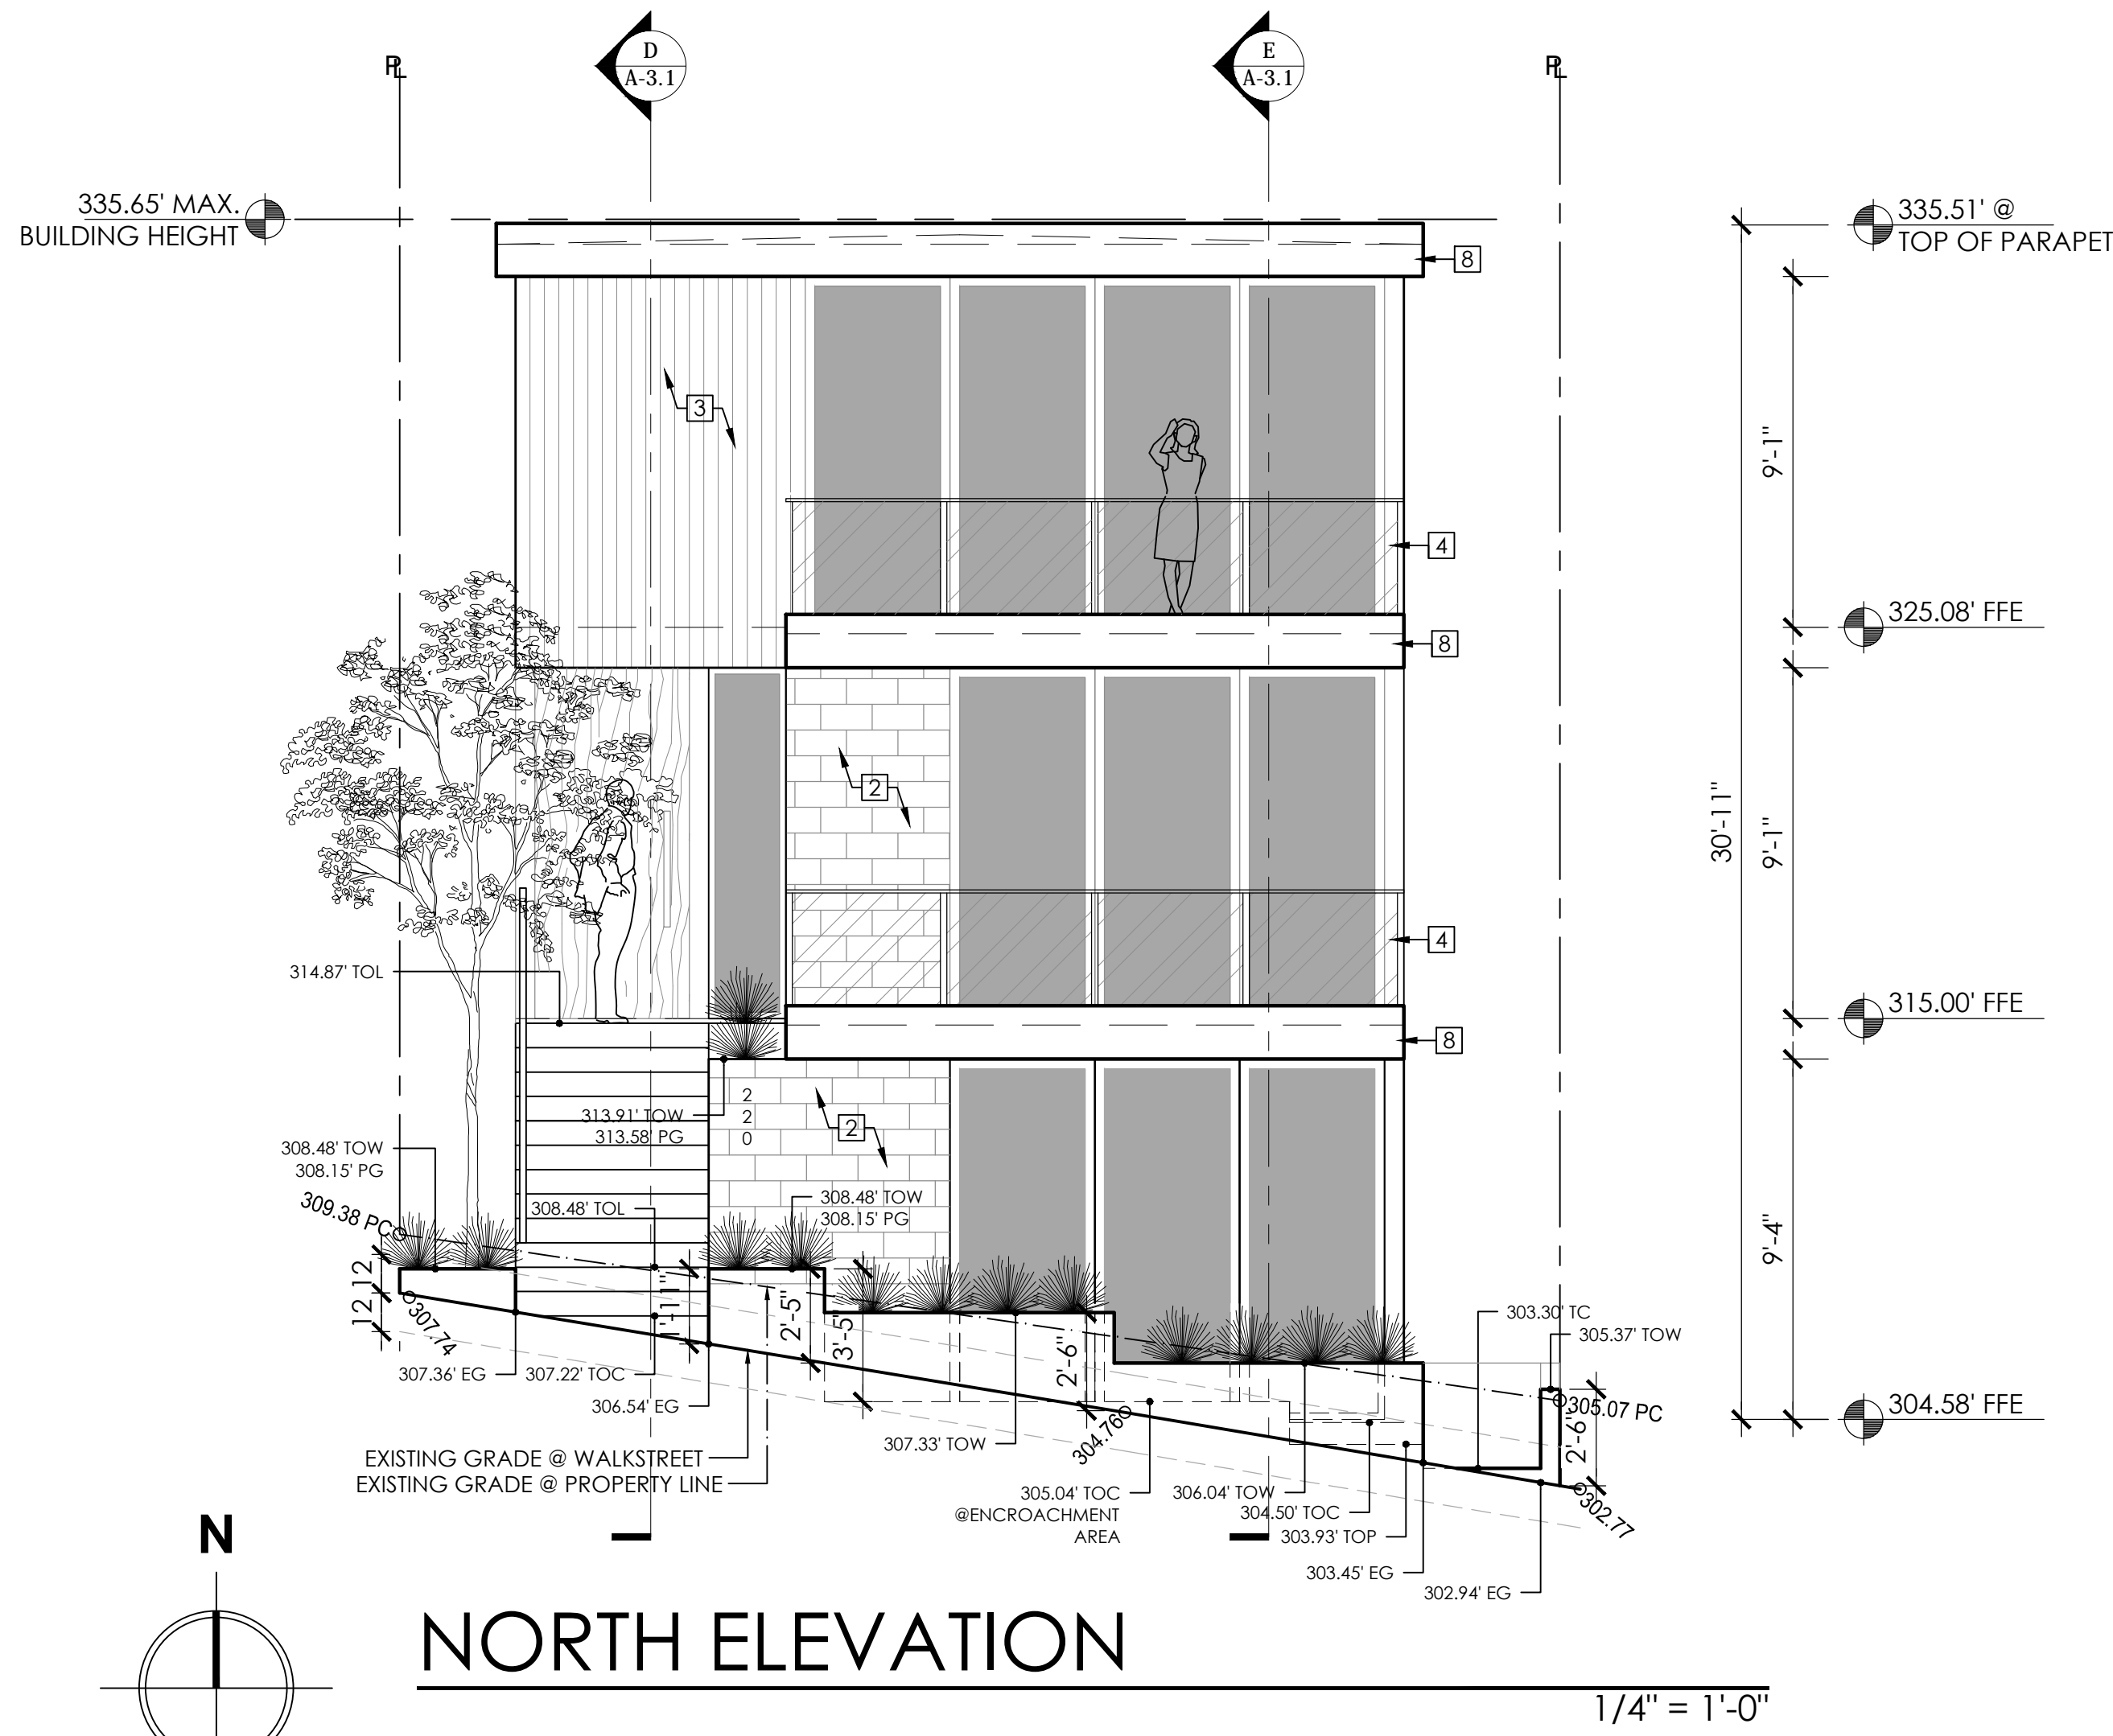 D
A-3.1
E
A-3.1
PL
PL
335.65' MAX.
BUILDING HEIGHT
335.51' @
TOP OF PARAPET
8
3
9'-1"
4
325.08' FFE
8
2
30'-11"
9'-1"
4
314.87' TOL
315.00' FFE
8
2
2
0
313.91' TOW
313.58' PG
2
308.48' TOW
308.15' PG
308.48' TOW
308.15' PG
309.38 PC
308.48' TOL
9'-4"
12
12
307.74
1'-11"
2'-5"
3'-5"
2'-6"
303.30' TC
305.37' TOW
307.36' EG
307.22' TOC
306.54' EG
304.58' FFE
305.07 PC
2'-6"
304.76
307.33' TOW
EXISTING GRADE @ WALKSTREET
EXISTING GRADE @ PROPERTY LINE
305.04' TOC
@ENCROACHMENT
AREA
306.04' TOW
304.50' TOC
303.93' TOP
302.77
303.45' EG
302.94' EG
N
NORTH ELEVATION
1/4" = 1'-0"